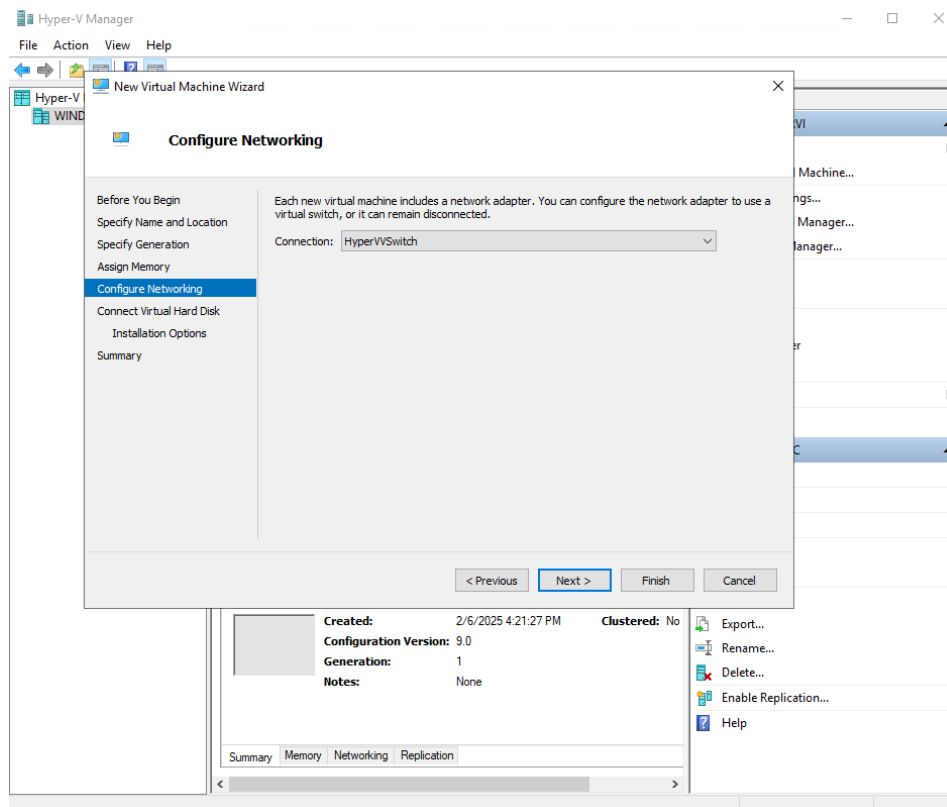 Hyper-V Manager
File Action View Help
New Virtual Machine Wizard
Hyper-V
WIND
Configure Networking
Before You Begin
Specify Name and Location
Specify Generation
Assign Memory
Configure Networking
Connect Virtual Hard Disk
Installation Options
Summary
Each new virtual machine includes a network adapter. You can configure the network adapter to use a
virtual switch, or it can remain disconnected.
Connection: HyperVVSwitch
< Previous Next > Finish Cancel
Machine...
ngs...
Manager...
Manager...
er
Created: 2/6/2025 4:21:27 PM Clustered: No
Configuration Version: 9.0
Generation: 1
Notes: None
Summary Memory Networking Replication
Export...
Rename...
Delete...
Enable Replication...
Help